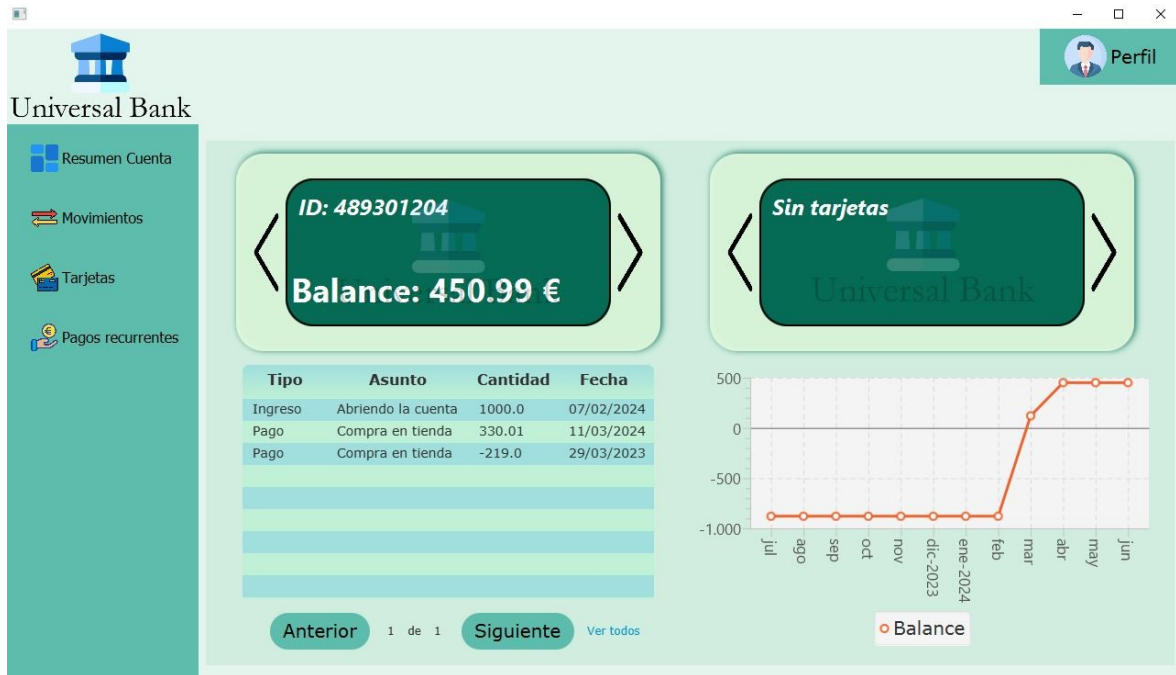 Perfil
Universal Bank
Resumen Cuenta
Movimientos
Tarjetas
Pagos recurrentes
ID: 489301204
Universal Bank
Balance: 450.99 €
Sin tarjetas
Universal Bank
Tipo Asunto Cantidad Fecha
Ingreso Abriendo la cuenta 1000.0 07/02/2024
Pago Compra en tienda 330.01 11/03/2024
Pago Compra en tienda -219.0 29/03/2023
Anterior 1 de 1 Siguiente Ver todos
500
0
-500
-1.000
jul ago sep oct nov dic-2023 ene-2024 feb mar abr may jun
Balance